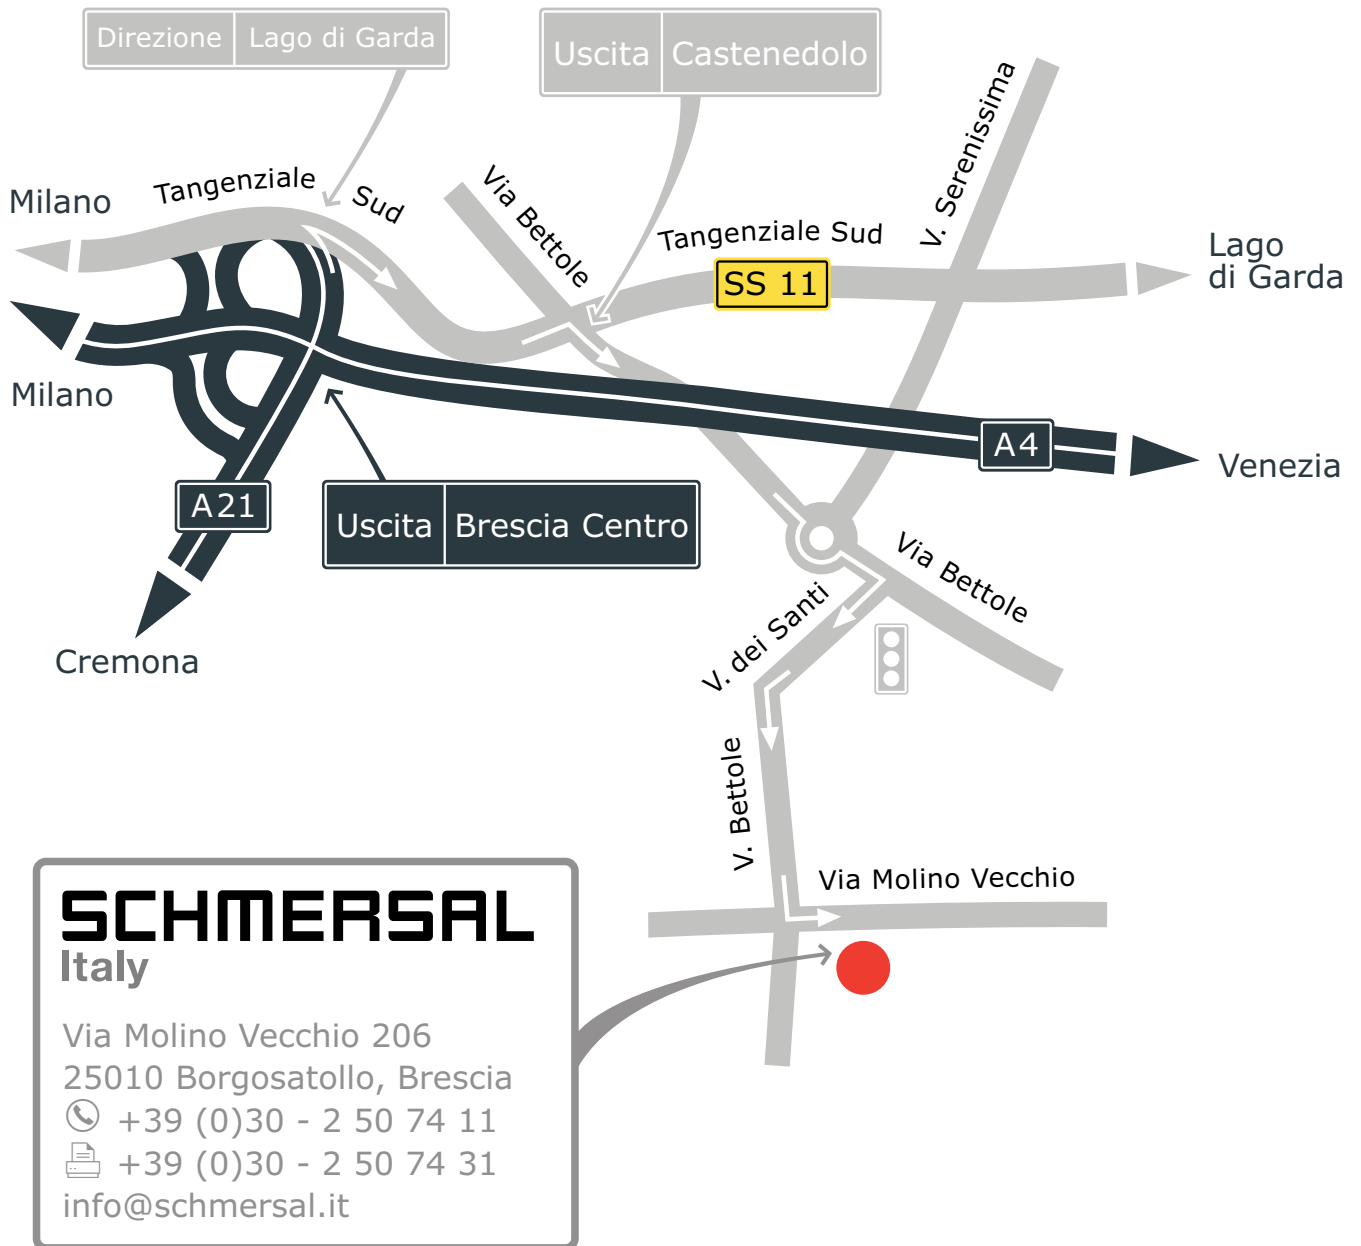 Direzione Lago di Garda
Uscita Castenedolo
V. Serenissima
Milano
Tangenziale Sud
Via Bettole
Tangenziale Sud
SS 11
Lago
di Garda
Milano
A4
Venezia
A21
Uscita Brescia Centro
Via Bettole
V. dei Santi
Cremona
V. Bettole
Via Molino Vecchio
SCHMERSAL
Italy
Via Molino Vecchio 206
25010 Borgosatollo, Brescia
+39 (0)30 - 2 50 74 11
+39 (0)30 - 2 50 74 31
info@schmersal.it